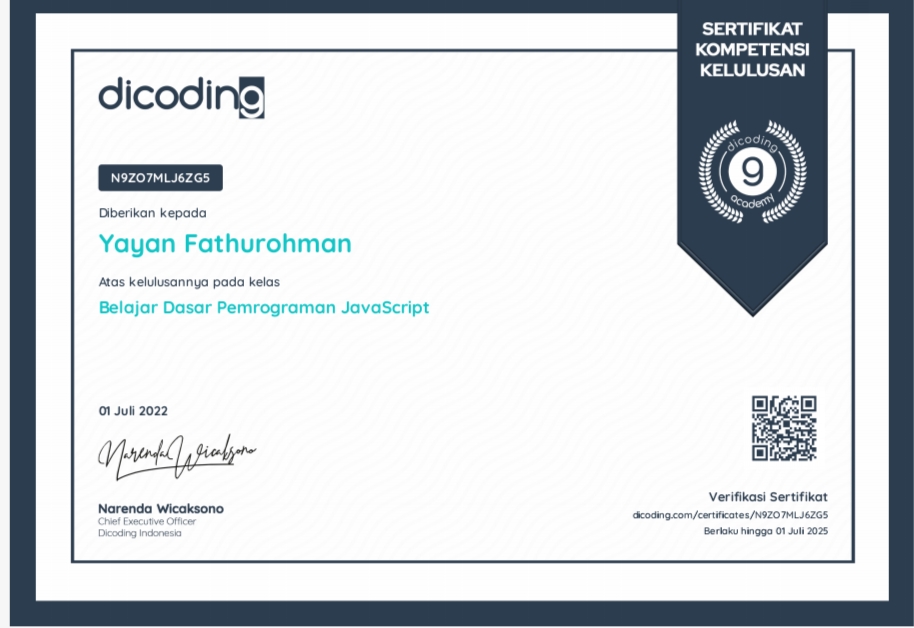 SERTIFIKAT
KOMPETENSI
KELULUSAN
dicoding
dicoding
9
academy
N9ZO7MLJ6ZG5
Diberikan kepada
Yayan Fathurohman
Atas kelulusannya pada kelas
Belajar Dasar Pemrograman JavaScript
01 Juli 2022
Narenda Wicaksono
Narenda Wicaksono
Chief Executive Officer
Dicoding Indonesia
Verifikasi Sertifikat
dicoding.com/certificates/N9ZO7MLJ6ZG5
Berlaku hingga 01 Juli 2025